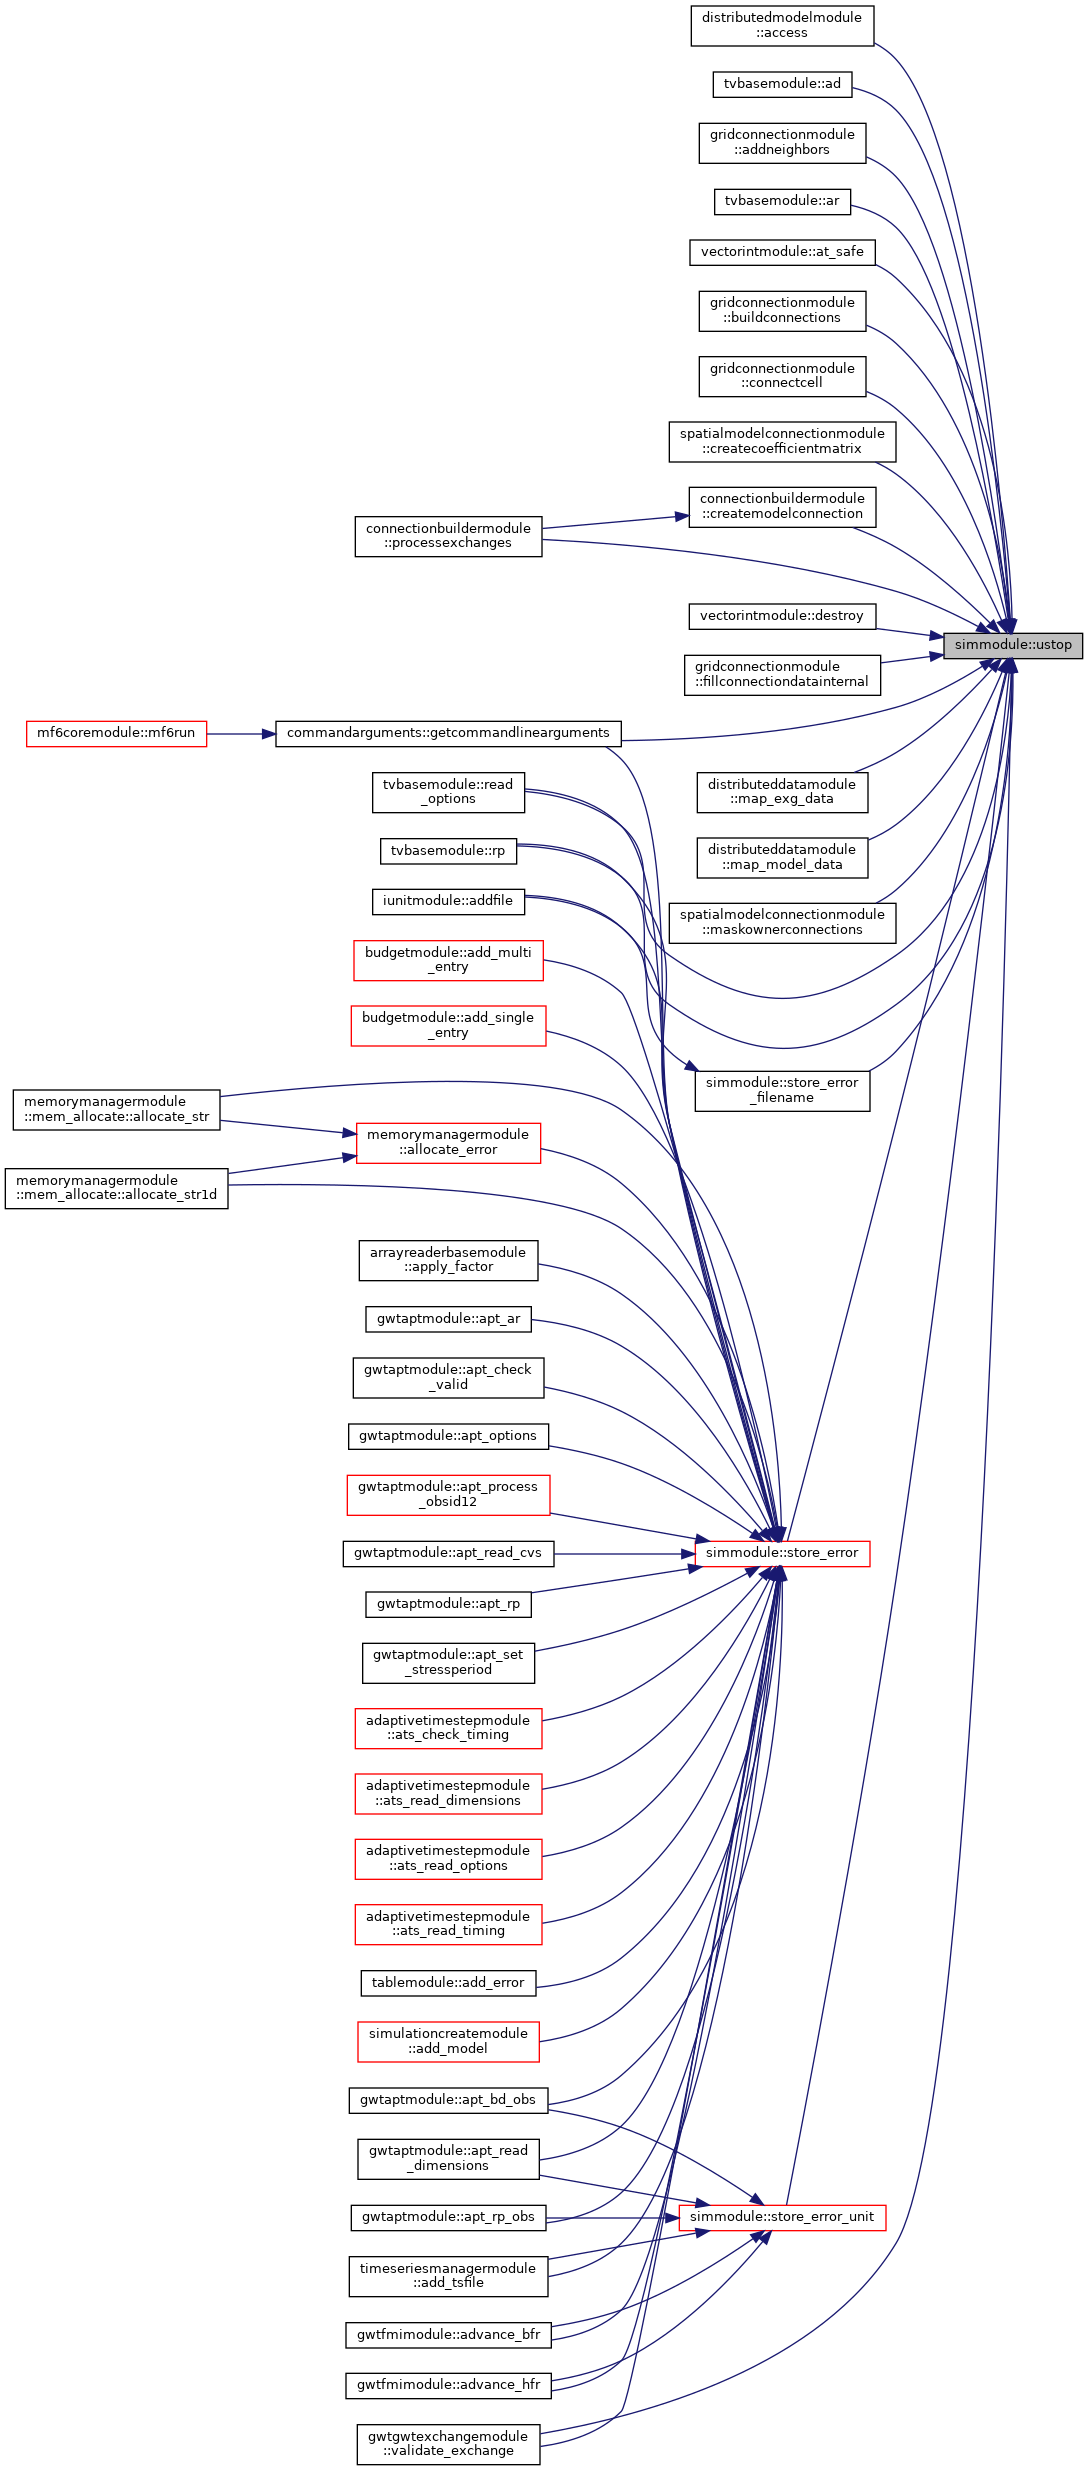 distributedmodelmodule
::access
tvbasemodule::ad
gridconnectionmodule
::addneighbors
tvbasemodule::ar
vectorintmodule::at_safe
gridconnectionmodule
::buildconnections
gridconnectionmodule
::connectcell
spatialmodelconnectionmodule
::createcoefficientmatrix
connectionbuildermodule
::createmodelconnection
connectionbuildermodule
::processexchanges
vectorintmodule::destroy
simmodule::ustop
gridconnectionmodule
::fillconnectiondatainternal
mf6coremodule::mf6run
commandarguments::getcommandlinearguments
tvbasemodule::read
_options
distributeddatamodule
::map_exg_data
tvbasemodule::rp
distributeddatamodule
::map_model_data
iunitmodule::addfile
spatialmodelconnectionmodule
::maskownerconnections
budgetmodule::add_multi
_entry
budgetmodule::add_single
_entry
simmodule::store_error
_filename
memorymanagermodule
::mem_allocate::allocate_str
memorymanagermodule
::allocate_error
memorymanagermodule
::mem_allocate::allocate_str1d
arrayreaderbasemodule
::apply_factor
gwtaptmodule::apt_ar
gwtaptmodule::apt_check
_valid
gwtaptmodule::apt_options
gwtaptmodule::apt_process
_obsid12
gwtaptmodule::apt_read_cvs
simmodule::store_error
gwtaptmodule::apt_rp
gwtaptmodule::apt_set
_stressperiod
adaptivetimestepmodule
::ats_check_timing
adaptivetimestepmodule
::ats_read_dimensions
adaptivetimestepmodule
::ats_read_options
adaptivetimestepmodule
::ats_read_timing
tablemodule::add_error
simulationcreatemodule
::add_model
gwtaptmodule::apt_bd_obs
gwtaptmodule::apt_read
_dimensions
gwtaptmodule::apt_rp_obs
simmodule::store_error_unit
timeseriesmanagermodule
::add_tsfile
gwtfmimodule::advance_bfr
gwtfmimodule::advance_hfr
gwtgwtexchangemodule
::validate_exchange